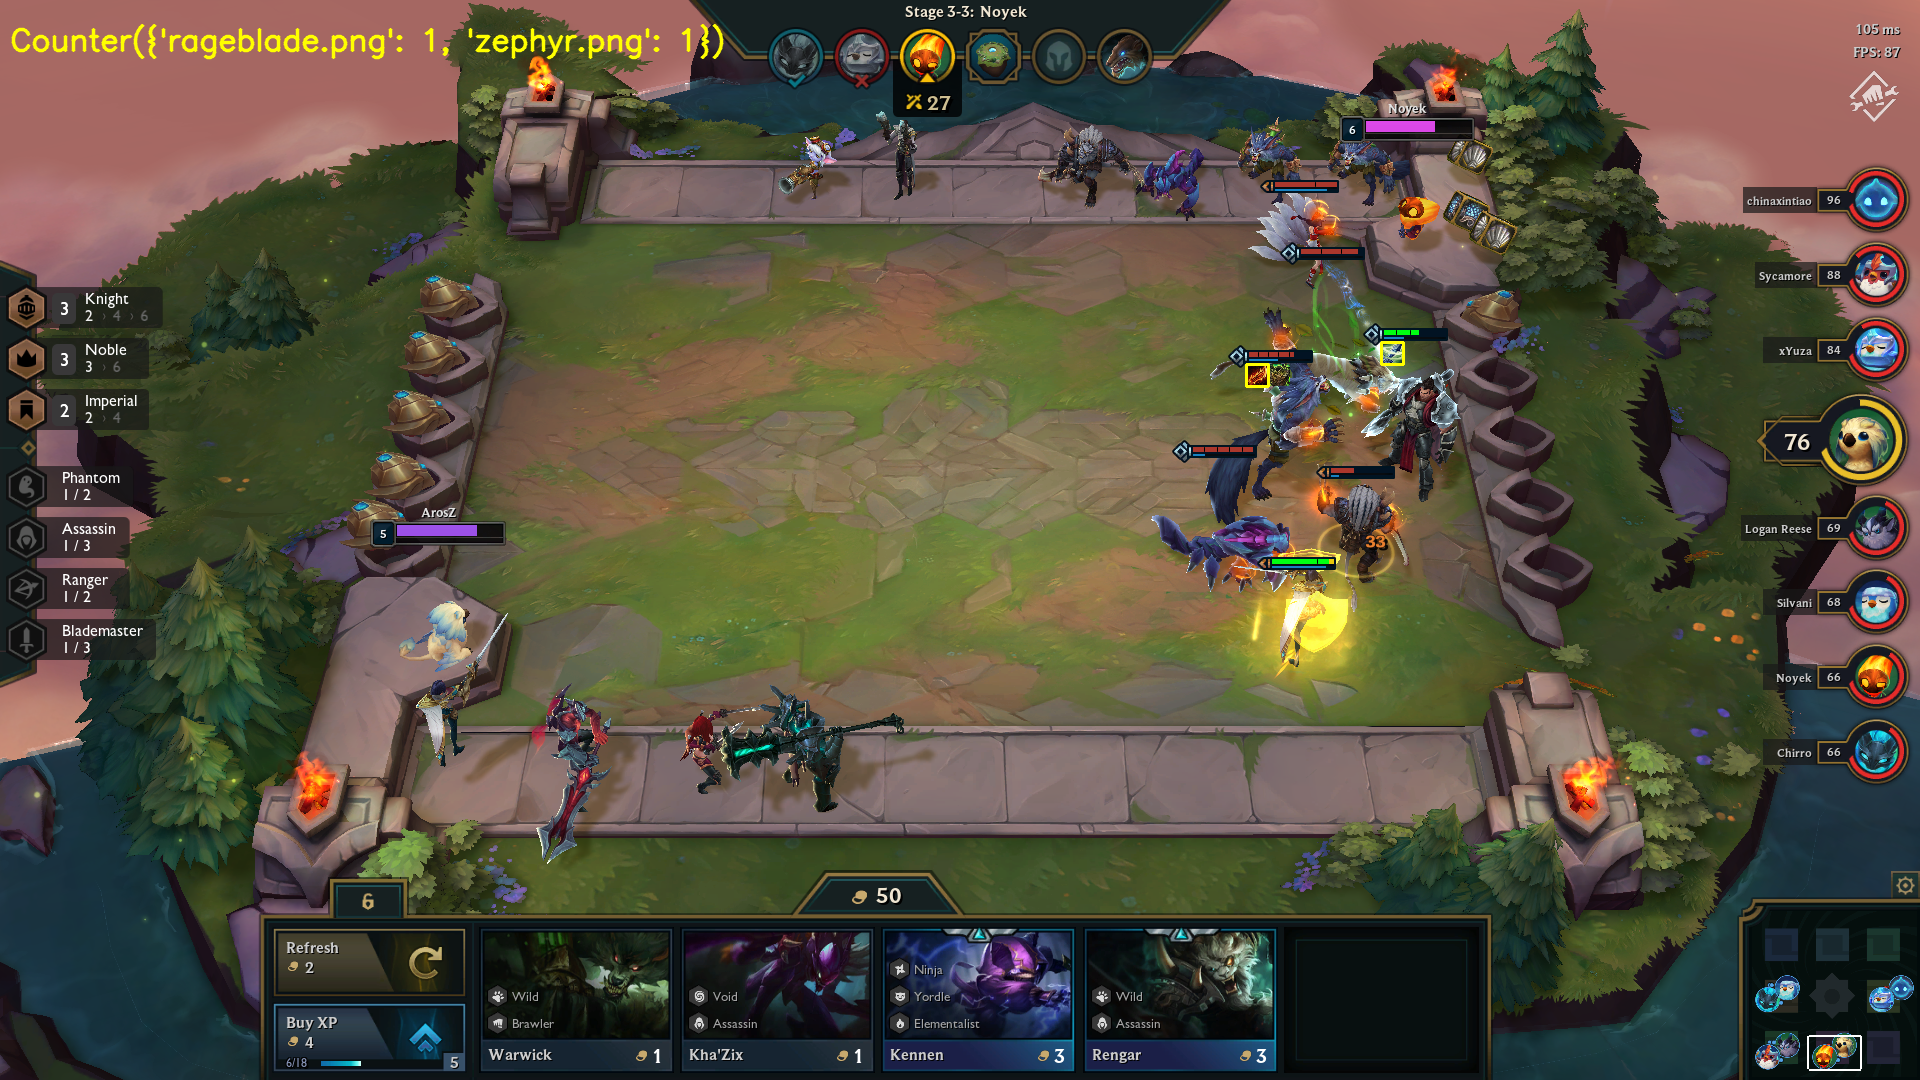 Stage 3-3: Noyek
Counter({'rageblade.png': 1, 'zephyr.png': 1})
105 ms
FPS: 87
27
Noyek
6
chinaxintiao 96
Sycamore 88
xYuza 84
76
Logan Reese 69
Silvani 68
Noyek 66
Chirro 66
3 Knight
2 › 4 › 6
3 Noble
3 › 6
2 Imperial
2 › 4
Phantom
1 / 2
Assassin
1 / 3
Ranger
1 / 2
Blademaster
1 / 3
ArosZ
5
33
6
50
Refresh
2
Buy XP
4
6/18
5
Wild
Brawler
Warwick 1
Void
Assassin
Kha'Zix 1
Ninja
Yordle
Elementalist
Kennen 3
Wild
Assassin
Rengar 3